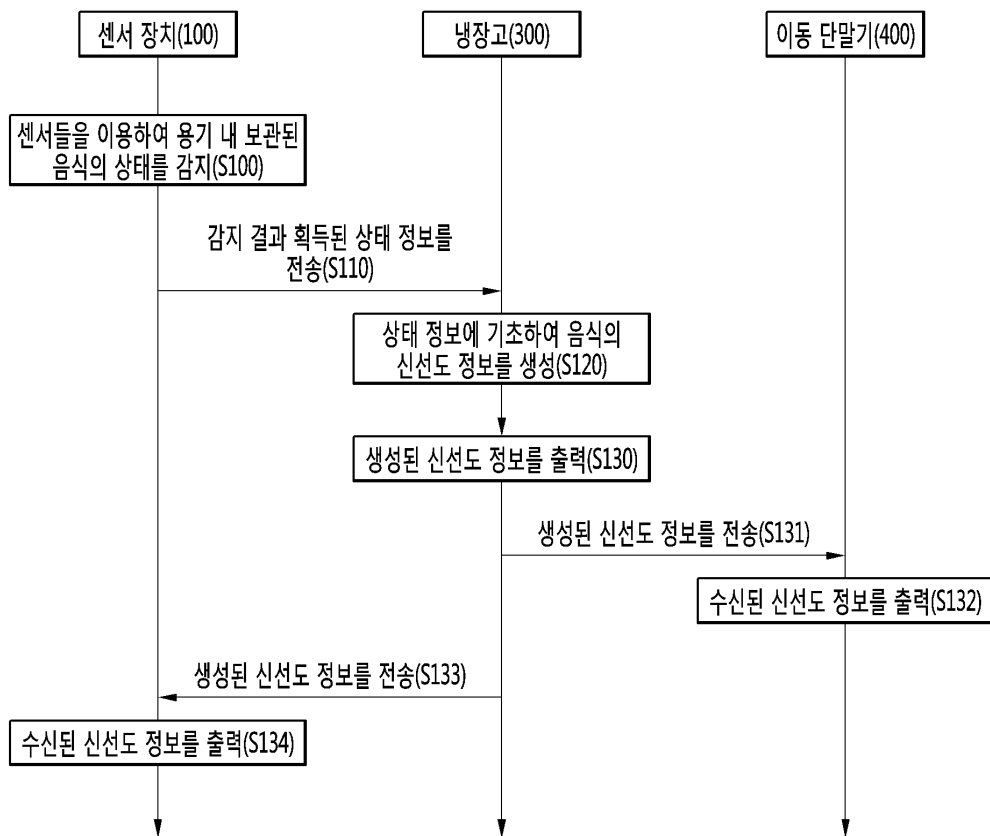 센서 장치(100)
냉장고(300)
이동 단말기(400)
센서들을 이용하여 용기 내 보관된
음식의 상태를 감지(S100)
감지 결과 획득된 상태 정보를
전송(S110)
상태 정보에 기초하여 음식의
신선도 정보를 생성(S120)
생성된 신선도 정보를 출력(S130)
생성된 신선도 정보를 전송(S131)
수신된 신선도 정보를 출력(S132)
생성된 신선도 정보를 전송(S133)
수신된 신선도 정보를 출력(S134)